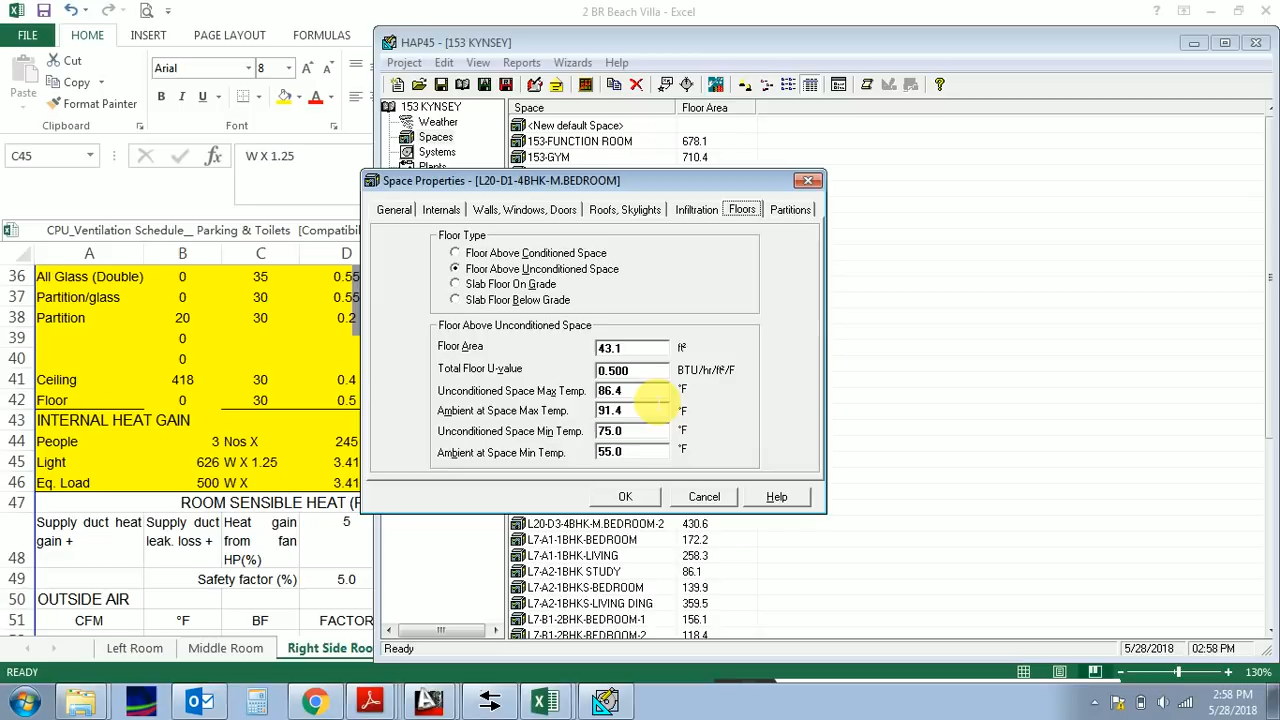 2 BR Beach Villa - Excel
FILE HOME INSERT PAGE LAYOUT FORMULAS
Cut
Copy
Format Painter
Paste
Clipboard
Arial 8
B I U
Font
C45
W X 1.25
CPU_Ventilation Schedule__ Parking & Toilets [Compatibi
A B C D
36 All Glass (Double) 0 35 0.55
37 Partition/glass 0 30 0.55
38 Partition 20 30 0.2
39 0
40 0
41 Ceiling 418 30 0.4
42 Floor 0 30 0.5
43 INTERNAL HEAT GAIN
44 People 3 Nos X 245
45 Light 626 W X 1.25 3.41
46 Eq. Load 500 W X 3.41
47 ROOM SENSIBLE HEAT (F
48 Supply duct heat gain + Supply duct leak. loss + Heat gain from fan HP(%) 5
49 Safety factor (%) 5.0
50 OUTSIDE AIR
51 CFM °F BF FACTOR
Left Room Middle Room Right Side Roo
READY
130%
HAP45 - [153 KYNSEY]
Project Edit View Reports Wizards Help
153 KYNSEY
Weather
Spaces
Systems
Plants
Space Floor Area
<New default Space>
153-FUNCTION ROOM 678.1
153-GYM 710.4
Space Properties - [L20-D1-4BHK-M.BEDROOM]
General Internals Walls, Windows, Doors Roofs, Skylights Infiltration Floors Partitions
Floor Type
Floor Above Conditioned Space
Floor Above Unconditioned Space
Slab Floor On Grade
Slab Floor Below Grade
Floor Above Unconditioned Space
Floor Area 43.1 ft²
Total Floor U-value 0.500 BTU/hr/ft²/F
Unconditioned Space Max Temp. 86.4 °F
Ambient at Space Max Temp. 91.4 °F
Unconditioned Space Min Temp. 75.0 °F
Ambient at Space Min Temp. 55.0 °F
OK Cancel Help
L20-D3-4BHK-M.BEDROOM-2 430.6
L7-A1-1BHK-BEDROOM 172.2
L7-A1-1BHK-LIVING 258.3
L7-A2-1BHK STUDY 86.1
L7-A2-1BHKS-BEDROOM 139.9
L7-A2-1BHKS-LIVING DING 359.5
L7-B1-2BHK-BEDROOM-1 156.1
L7-B1-2BHK-BEDROOM-2 118.4
Ready 5/28/2018 02:58 PM
2:58 PM
5/28/2018